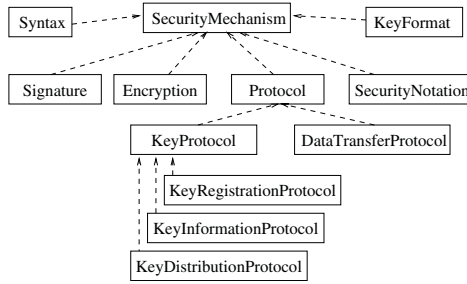 Syntax
SecurityMechanism
KeyFormat
Signature
Encryption
Protocol
SecurityNotation
KeyProtocol
DataTransferProtocol
KeyRegistrationProtocol
KeyInformationProtocol
KeyDistributionProtocol